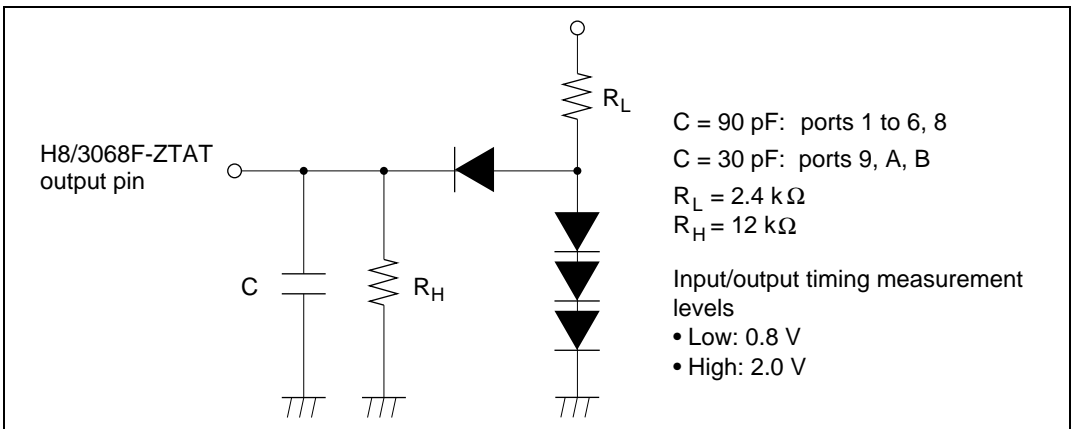 R_L
H8/3068F-ZTAT
output pin
C
R_H
C = 90 pF: ports 1 to 6, 8
C = 30 pF: ports 9, A, B
R_L = 2.4 kΩ
R_H = 12 kΩ
Input/output timing measurement
levels
• Low: 0.8 V
• High: 2.0 V